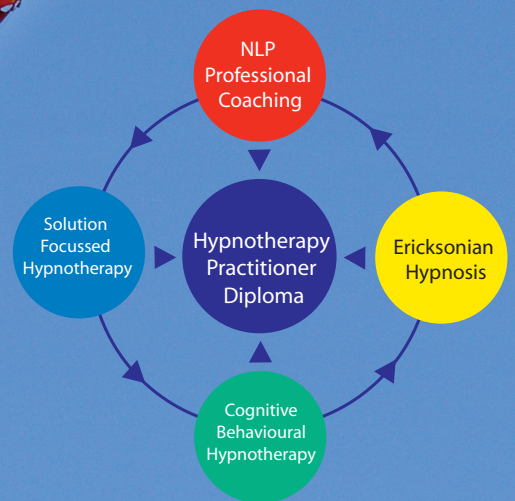 NLP
Professional
Coaching
Solution
Focussed
Hypnotherapy
Hypnotherapy
Practitioner
Diploma
Ericksonian
Hypnosis
Cognitive
Behavioural
Hypnotherapy